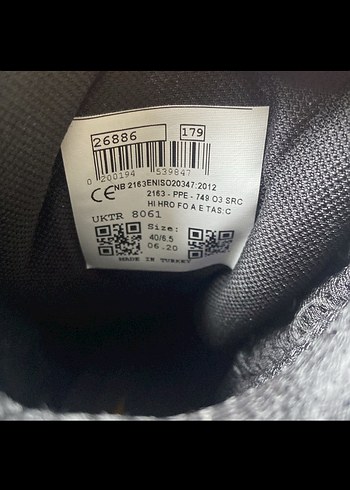 26886 179
0 200194 539847
CE NB 2163ENISO20347:2012
2163 - PPE - 749 O3 SRC
HI HRO FO A E TAS:C
UKTR 8061
Size:
40/6,5
06.20
MADE IN TURKEY